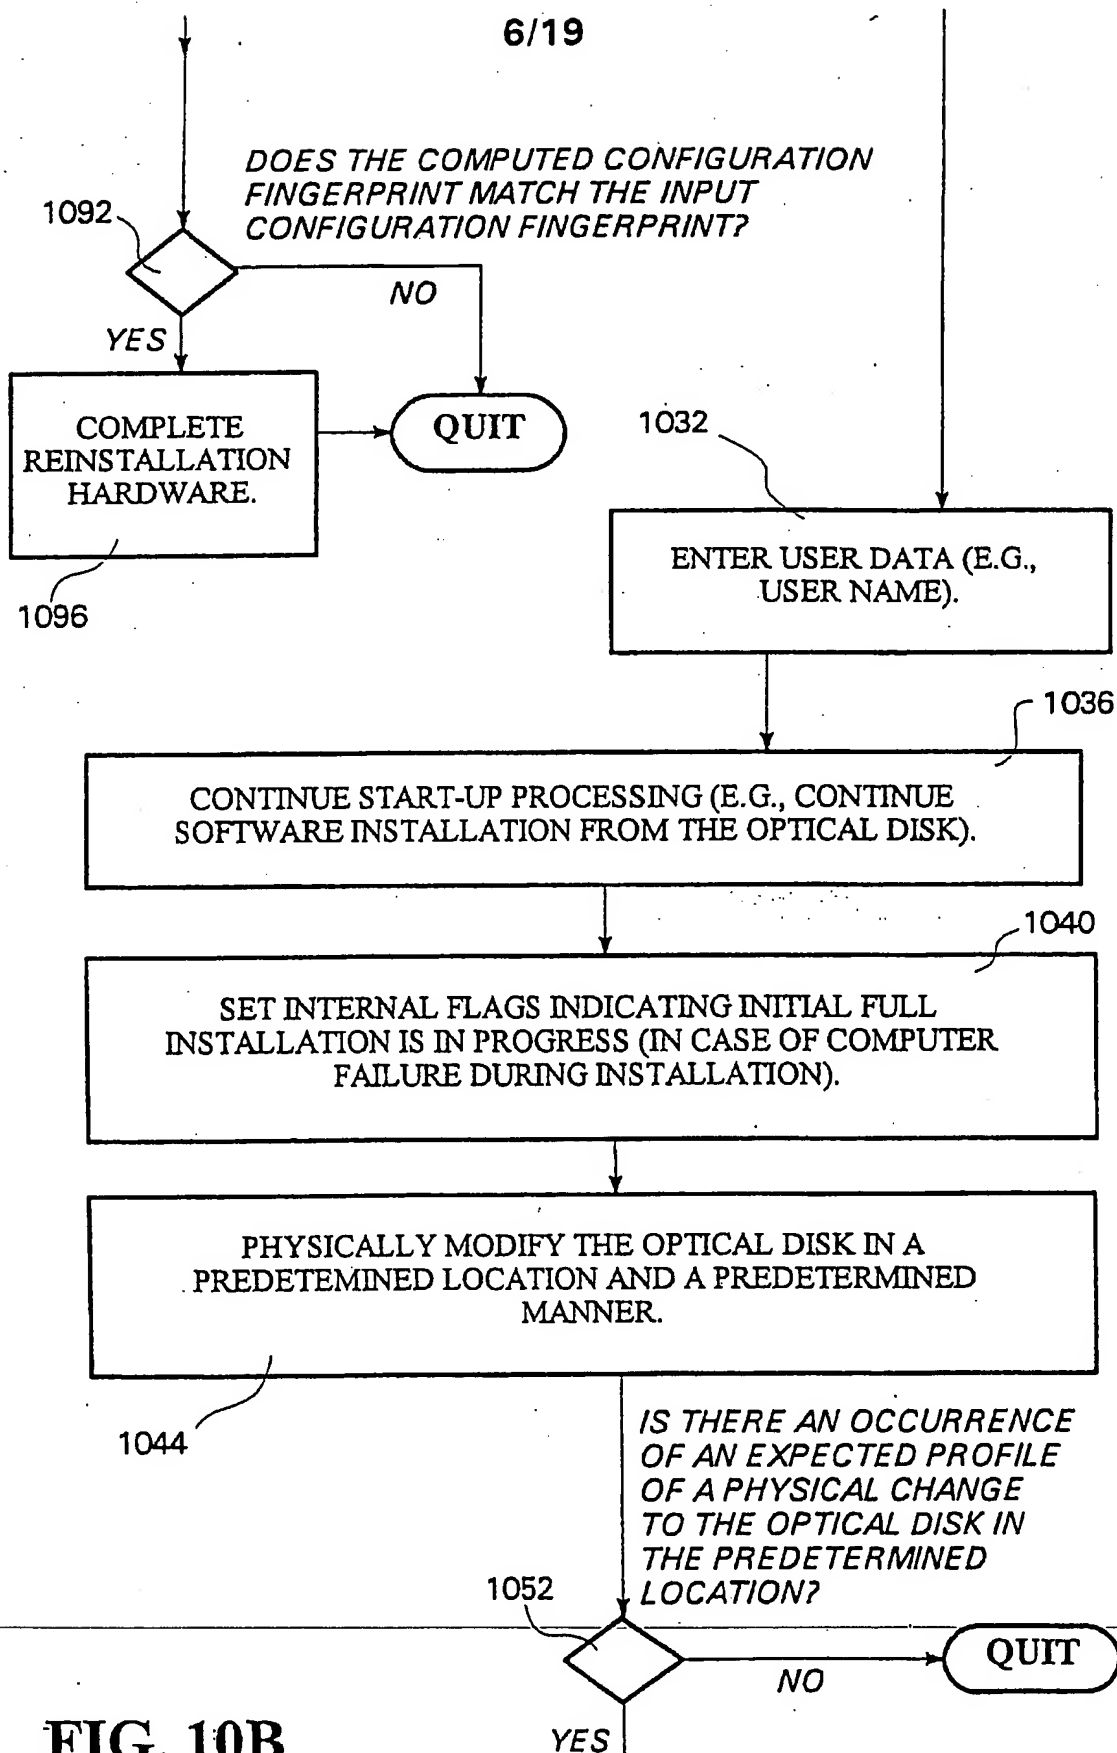 6/19
DOES THE COMPUTED CONFIGURATION
FINGERPRINT MATCH THE INPUT
CONFIGURATION FINGERPRINT?
1092
NO
YES
COMPLETE
REINSTALLATION
HARDWARE.
QUIT
1096
1032
ENTER USER DATA (E.G.,
USER NAME).
1036
CONTINUE START-UP PROCESSING (E.G., CONTINUE
SOFTWARE INSTALLATION FROM THE OPTICAL DISK).
1040
SET INTERNAL FLAGS INDICATING INITIAL FULL
INSTALLATION IS IN PROGRESS (IN CASE OF COMPUTER
FAILURE DURING INSTALLATION).
PHYSICALLY MODIFY THE OPTICAL DISK IN A
PREDETEMINED LOCATION AND A PREDETERMINED
MANNER.
1044
IS THERE AN OCCURRENCE
OF AN EXPECTED PROFILE
OF A PHYSICAL CHANGE
TO THE OPTICAL DISK IN
THE PREDETERMINED
LOCATION?
1052
QUIT
NO
YES
FIG. 10B